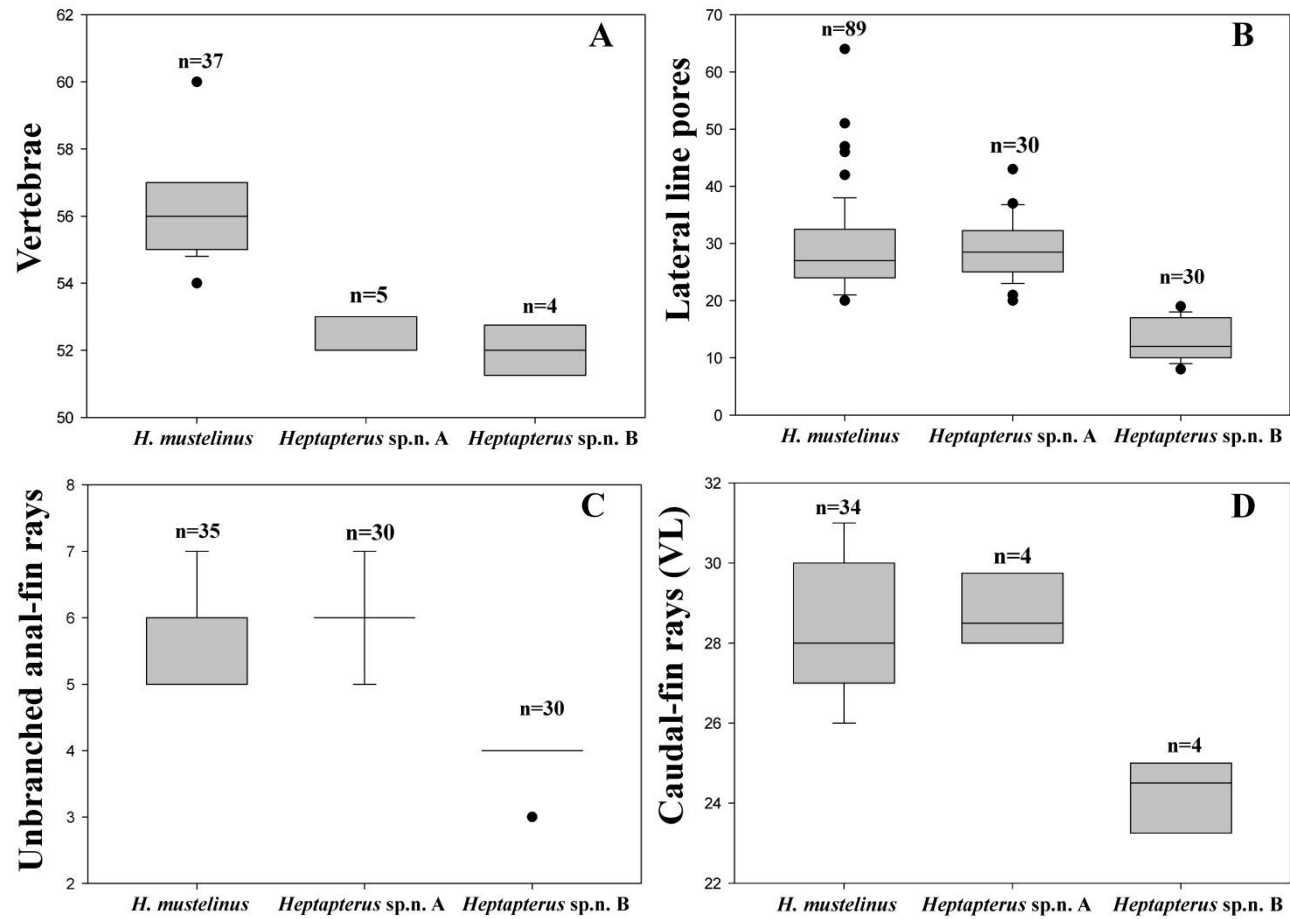 A
Vertebrae
62
60
58
56
54
52
50
n=37
n=5
n=4
H. mustelinus Heptapterus sp.n. A Heptapterus sp.n. B
B
Lateral line pores
70
60
50
40
30
20
10
0
n=89
n=30
n=30
H. mustelinus Heptapterus sp.n. A Heptapterus sp.n. B
C
Unbranched anal-fin rays
8
7
6
5
4
3
2
n=35
n=30
n=30
H. mustelinus Heptapterus sp.n. A Heptapterus sp.n. B
D
Caudal-fin rays (VL)
32
30
28
26
24
22
n=34
n=4
n=4
H. mustelinus Heptapterus sp.n. A Heptapterus sp.n. B